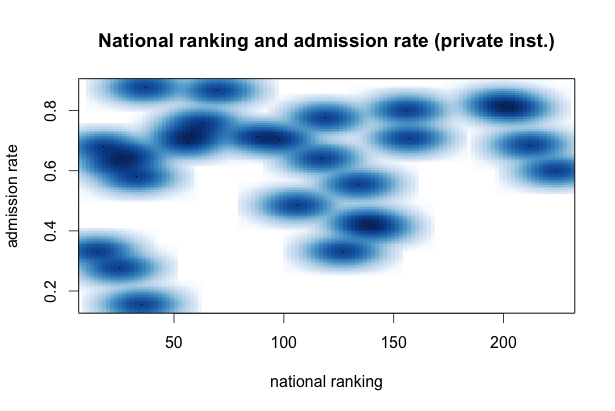 National ranking and admission rate (private inst.)
admission rate
0.8
0.6
0.4
0.2
50 100 150 200
national ranking